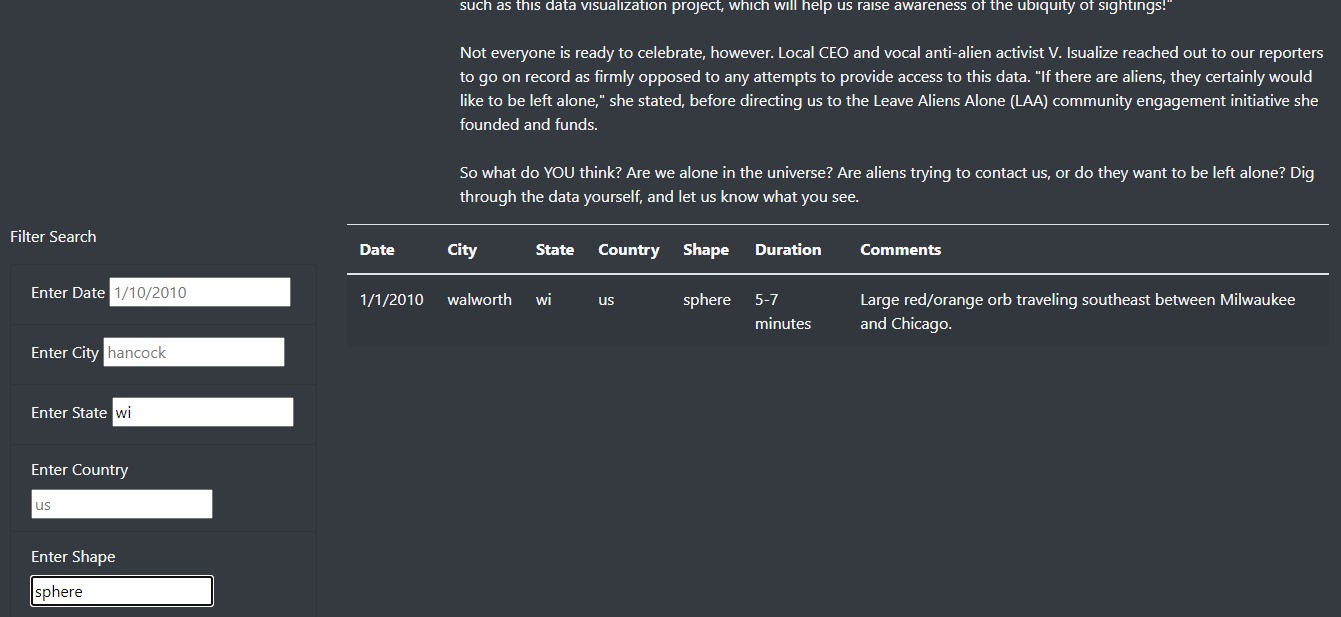 such as this data visualization project, which will help us raise awareness of the ubiquity of sightings!"
Not everyone is ready to celebrate, however. Local CEO and vocal anti-alien activist V. Isualize reached out to our reporters
to go on record as firmly opposed to any attempts to provide access to this data. "If there are aliens, they certainly would
like to be left alone," she stated, before directing us to the Leave Aliens Alone (LAA) community engagement initiative she
founded and funds.
So what do YOU think? Are we alone in the universe? Are aliens trying to contact us, or do they want to be left alone? Dig
through the data yourself, and let us know what you see.
Filter Search
Enter Date 1/10/2010
Enter City hancock
Enter State wi
Enter Country
us
Enter Shape
sphere
Date City State Country Shape Duration Comments
1/1/2010 walworth wi us sphere 5-7 Large red/orange orb traveling southeast between Milwaukee
minutes and Chicago.